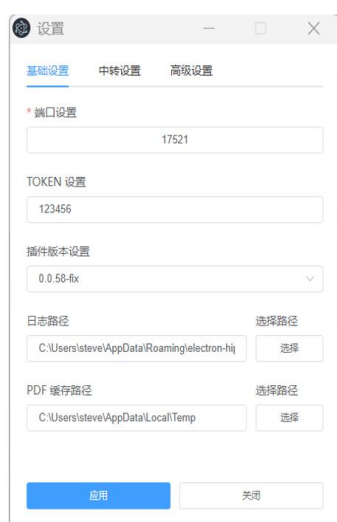 设置
基础设置 中转设置 高级设置
* 端口设置
17521
TOKEN 设置
123456
插件版本设置
0.0.58-fix
日志路径 选择路径
C:\Users\steve\AppData\Roaming\electron-hip 选择
PDF 缓存路径 选择路径
C:\Users\steve\AppData\Local\Temp 选择
应用 关闭